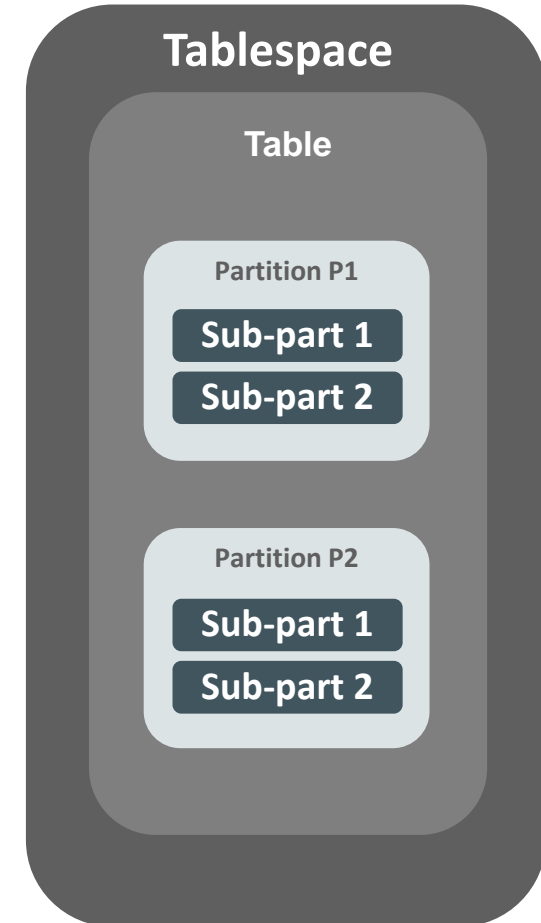 Tablespace
Table
Partition P1
Sub-part 1
Sub-part 2
Partition P2
Sub-part 1
Sub-part 2